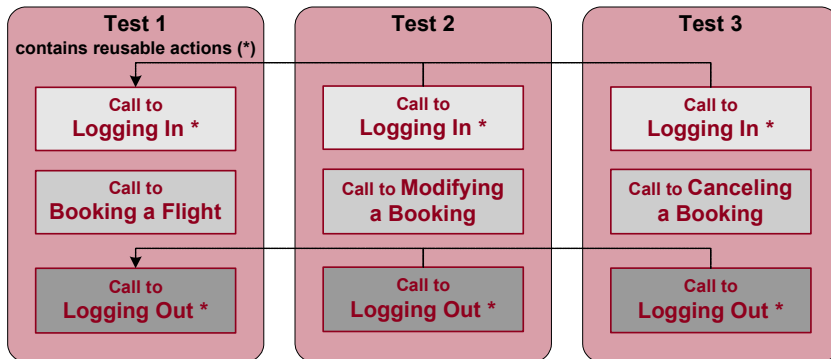 Test 1
contains reusable actions (*)
Call to
Logging In *
Call to
Booking a Flight
Call to
Logging Out *
Test 2
Call to
Logging In *
Call to Modifying
a Booking
Call to
Logging Out *
Test 3
Call to
Logging In *
Call to Canceling
a Booking
Call to
Logging Out *